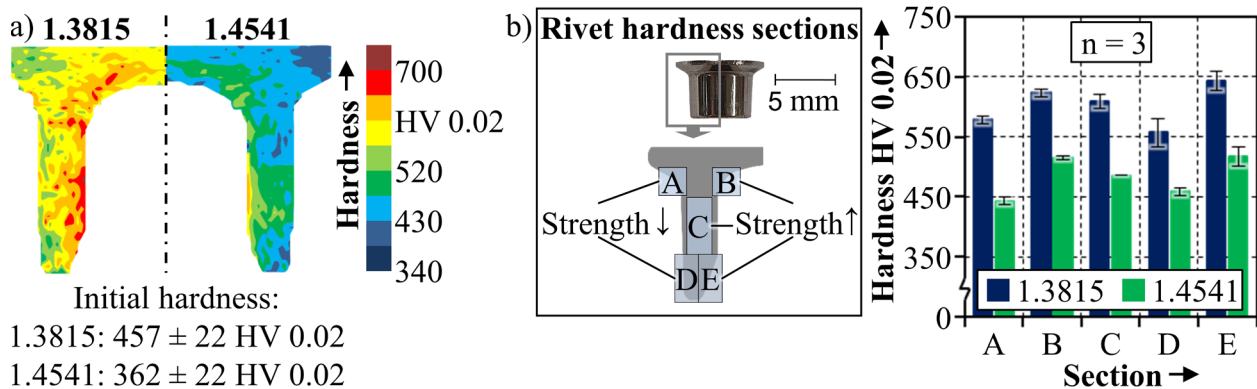 a)
1.3815
1.4541
700
HV 0.02
520
430
340
Hardness →
Initial hardness:
1.3815: 457 ± 22 HV 0.02
1.4541: 362 ± 22 HV 0.02
b)
Rivet hardness sections
5 mm
A
B
Strength ↓
C
Strength↑
D
E
Hardness HV 0.02 →
750
650
550
450
350
0
n = 3
1.3815
1.4541
A
B
C
D
E
Section →